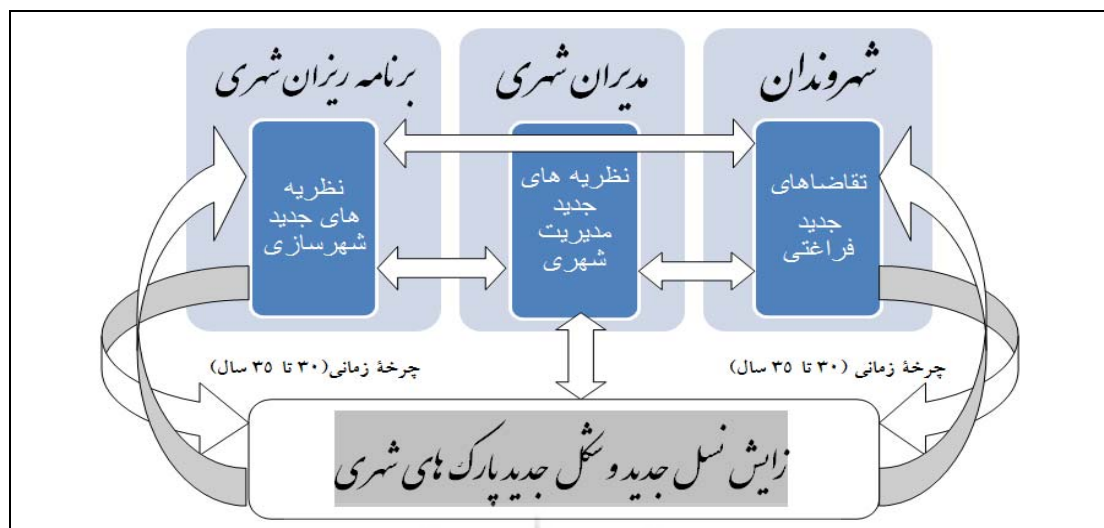 شهروندان
مدیران شهری
برنامه ریزان شهری
تقاضاهای
جدید
فراغتی
نظریه های
جدید
مدیریت
شهری
نظریه
های جدید
شهرسازی
چرخهٔ زمانی (۳۰ تا ۳۵ سال)
چرخهٔ زمانی(۳۰ تا ۳۵ سال)
زایش نسل جدید و شکل جدید پارک های شهری